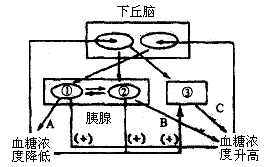 下丘脑
① ② ③
胰腺
A B C
(+) (+) (+)
血糖浓
度降低
血糖浓
度升高